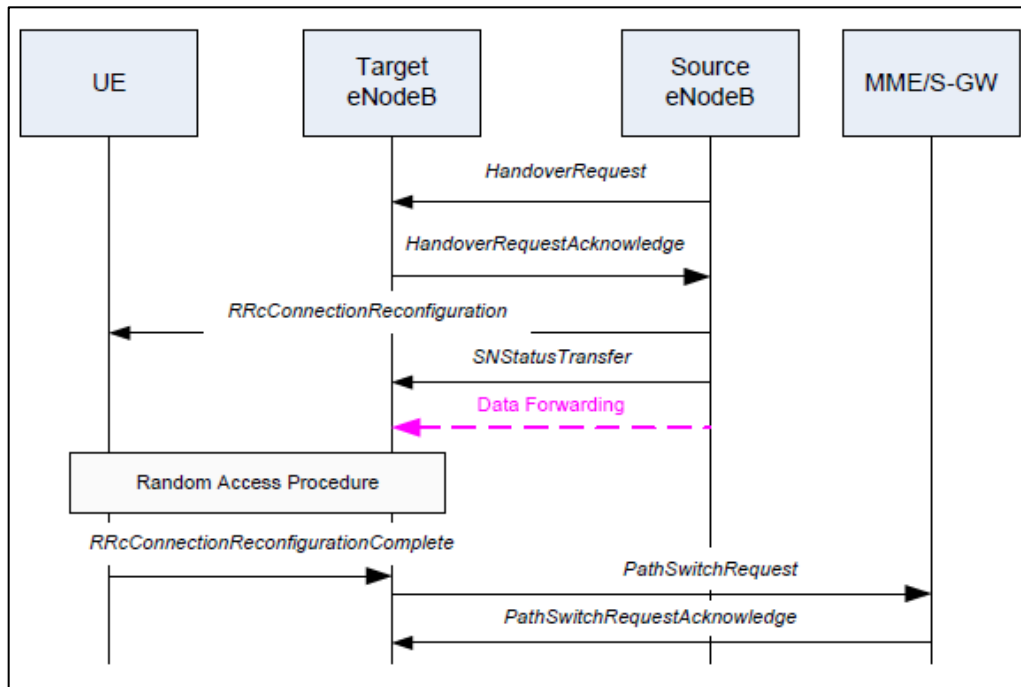 UE
Target
eNodeB
Source
eNodeB
MME/S-GW
HandoverRequest
HandoverRequestAcknowledge
RRcConnectionReconfiguration
SNStatusTransfer
Data Forwarding
Random Access Procedure
RRcConnectionReconfigurationComplete
PathSwitchRequest
PathSwitchRequestAcknowledge